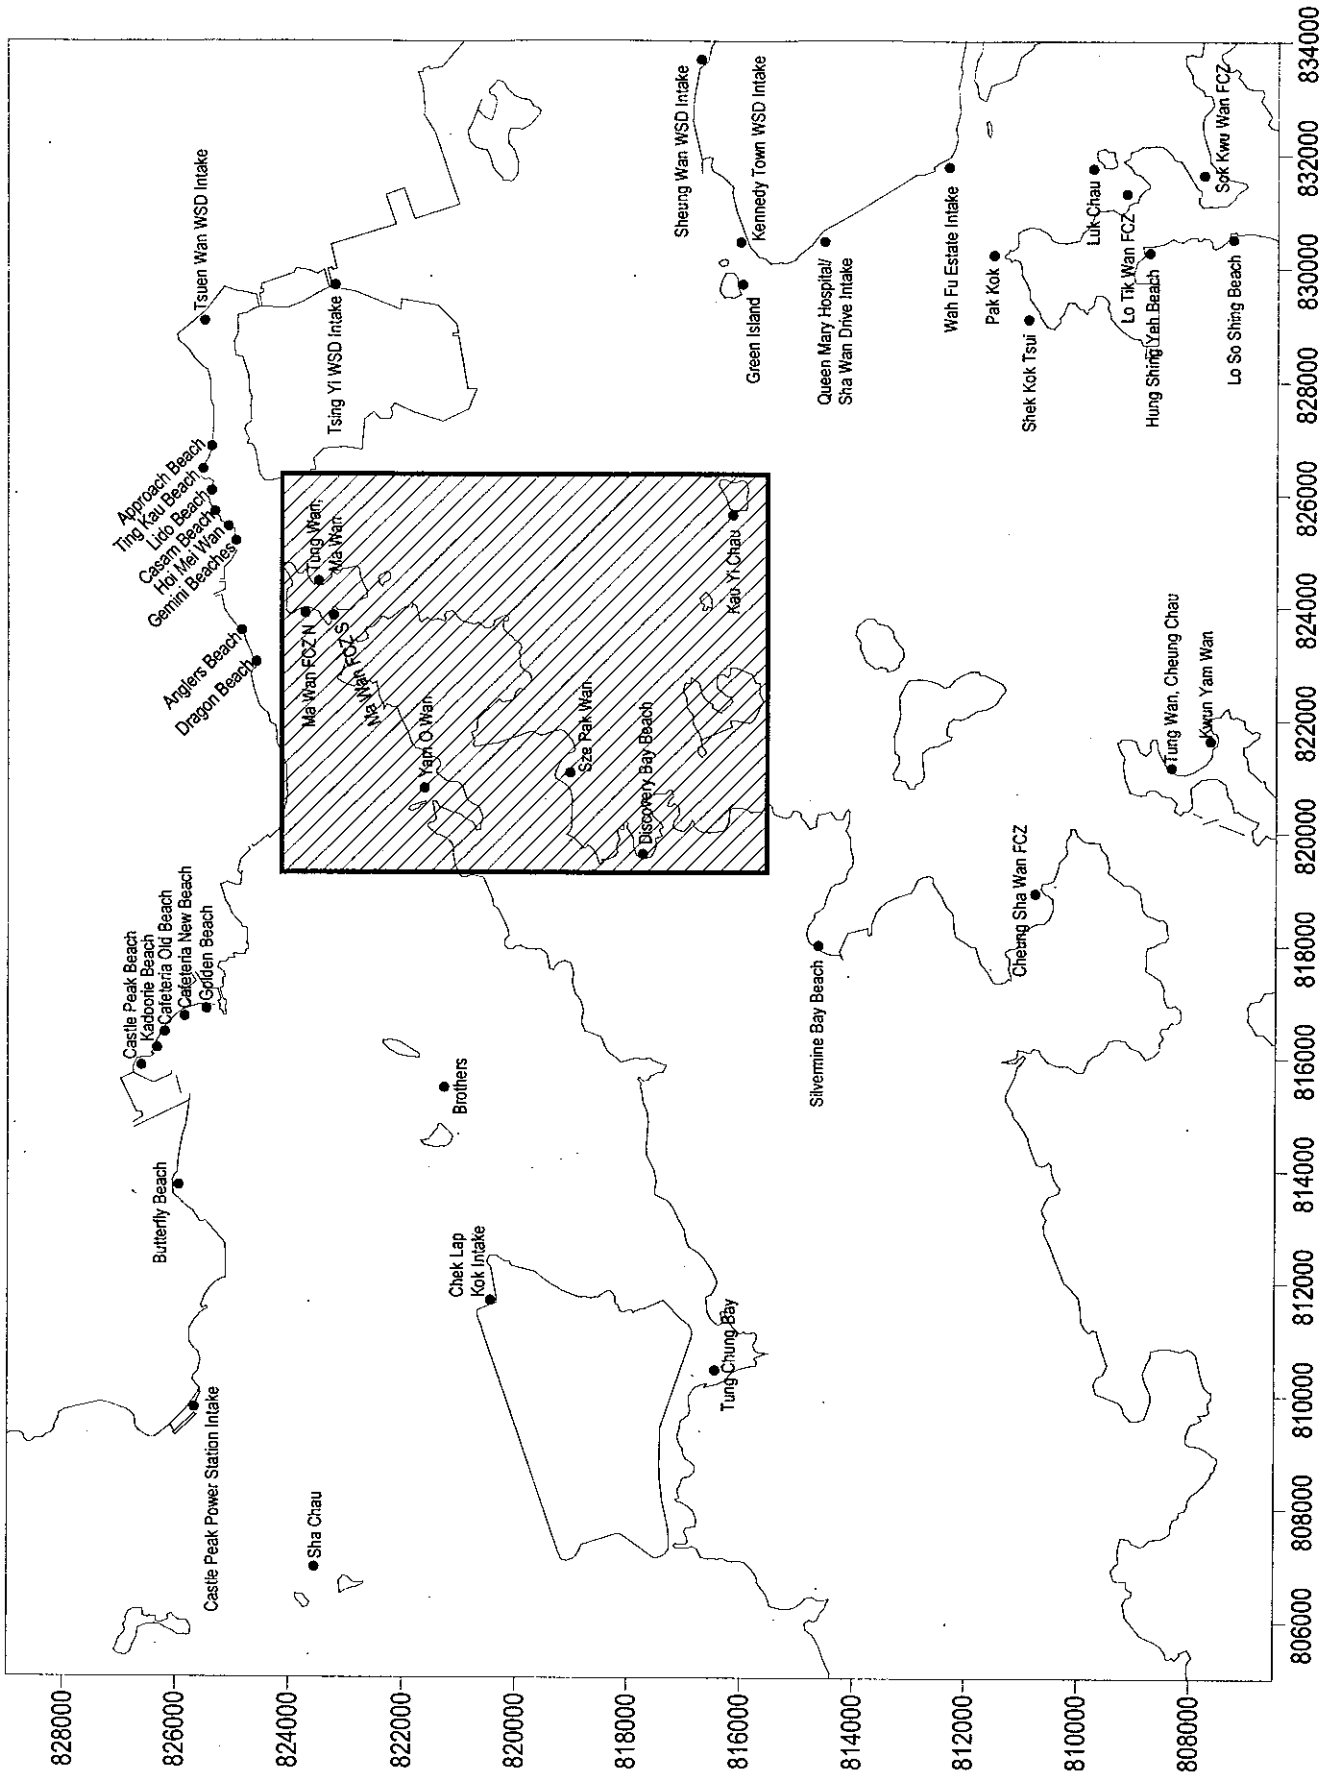 Castle Peak Power Station Intake
Butterfly Beach
Castle Peak Beach
Kadoorie Beach
Cafeteria Old Beach
Cafeteria New Beach
Golden Beach
Dragon Beach
Anglers Beach
Gemini Beaches
Hoi Mei Wan
Casam Beach
Lido Beach
Ting Kau Beach
Approach Beach
Tsuen Wan WSD Intake
Tsing Yi WSD Intake
Sha Chau
Brothers
Chek Lap
Kok Intake
Tung Chung Bay
Ma Wan FCZ N
Ma Wan FCZ S
Tung Wan,
Ma Wan
Yam O Wan
Sze Pak Wan
Discovery Bay Beach
Kau Yi Chau
Sheung Wan WSD Intake
Kennedy Town WSD Intake
Green Island
Queen Mary Hospital/
Sha Wan Drive Intake
Wah Fu Estate Intake
Silvermine Bay Beach
Cheung Sha Wan FCZ
Tung Wan, Cheung Chau
Kwun Yam Wan
Pak Kok
Shek Kok Tsui
Luk Chau
Lo Tik Wan FCZ
Hung Shing Yeh Beach
Lo So Shing Beach
Sok Kwu Wan FCZ
828000
826000
824000
822000
820000
818000
816000
814000
812000
810000
808000
806000
808000
810000
812000
814000
816000
818000
820000
822000
824000
826000
828000
830000
832000
834000